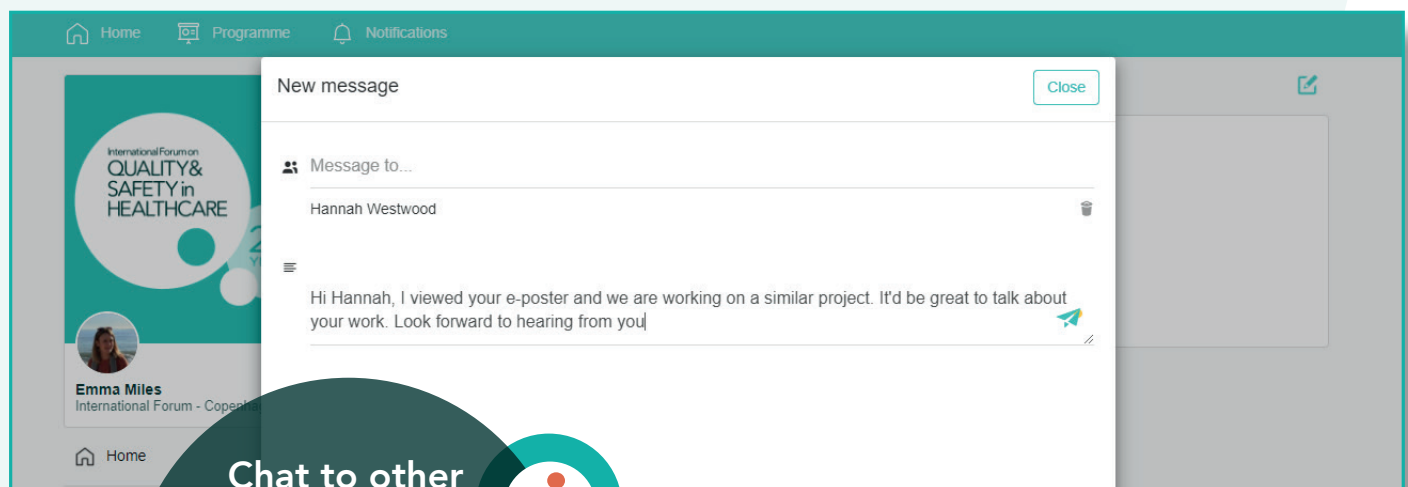 Home Programme Notifications
New message
Close
International Forum on
QUALITY&
SAFETY in
HEALTHCARE
2
Message to...
Hannah Westwood
Hi Hannah, I viewed your e-poster and we are working on a similar project. It'd be great to talk about
your work. Look forward to hearing from you
Emma Miles
International Forum -
Home
Chat to other